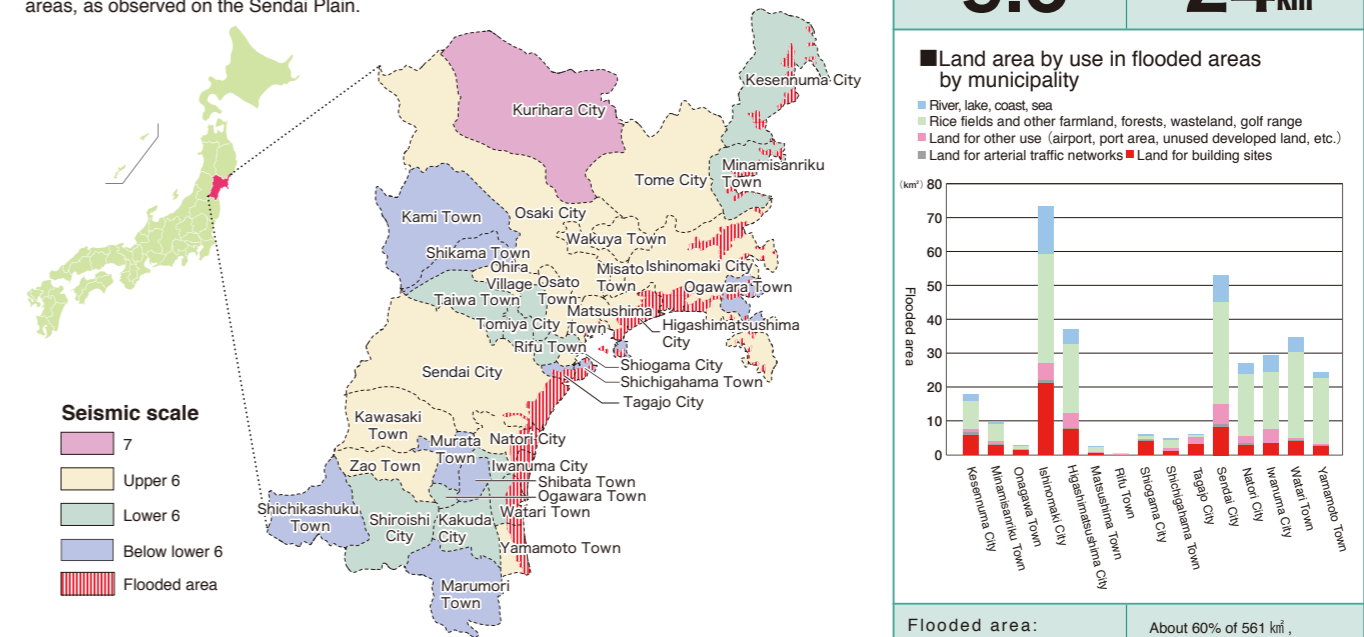 areas, as observed on the Sendai Plain.
Kesennuma City
Kurihara City
Minamisanriku
Town
Tome City
Kami Town
Osaki City
Wakuya Town
Shikama Town
Ohira
Village
Osato
Town
Misato
Town
Ishinomaki City
Ogawara Town
Taiwa Town
Matsushima
Town
Tomiya City
Higashimatsushima
City
Rifu Town
Shiogama City
Shichigahama Town
Tagajo City
Sendai City
Kawasaki
Town
Murata
Town
Natori City
Zao Town
Iwanuma City
Shibata Town
Ogawara Town
Watari Town
Shichikashuku
Town
Shiroishi
City
Kakuda
City
Yamamoto Town
Marumori
Town
Seismic scale
7
Upper 6
Lower 6
Below lower 6
Flooded area
24km
■Land area by use in flooded areas
by municipality
River, lake, coast, sea
Rice fields and other farmland, forests, wasteland, golf range
Land for other use (airport, port area, unused developed land, etc.)
Land for arterial traffic networks Land for building sites
(km²) 80
70
60
50
40
30
20
10
0
Flooded area
Kesennuma City
Minamisanriku Town
Onagawa Town
Ishinomaki City
Higashimatsushima City
Matsushima Town
Rifu Town
Shiogama City
Shichigahama Town
Tagajo City
Sendai City
Natori City
Iwanuma City
Watari Town
Yamamoto Town
Flooded area:
About 60% of 561 km²,